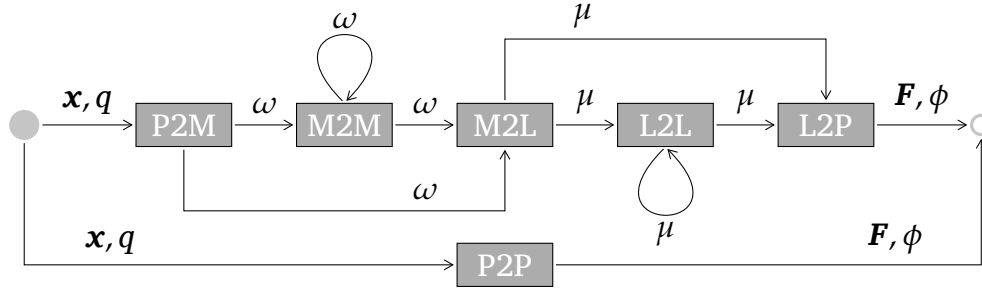 μ
ω
x, q
P2M
ω
M2M
ω
M2L
μ
L2L
μ
L2P
F, ϕ
ω
μ
x, q
P2P
F, ϕ